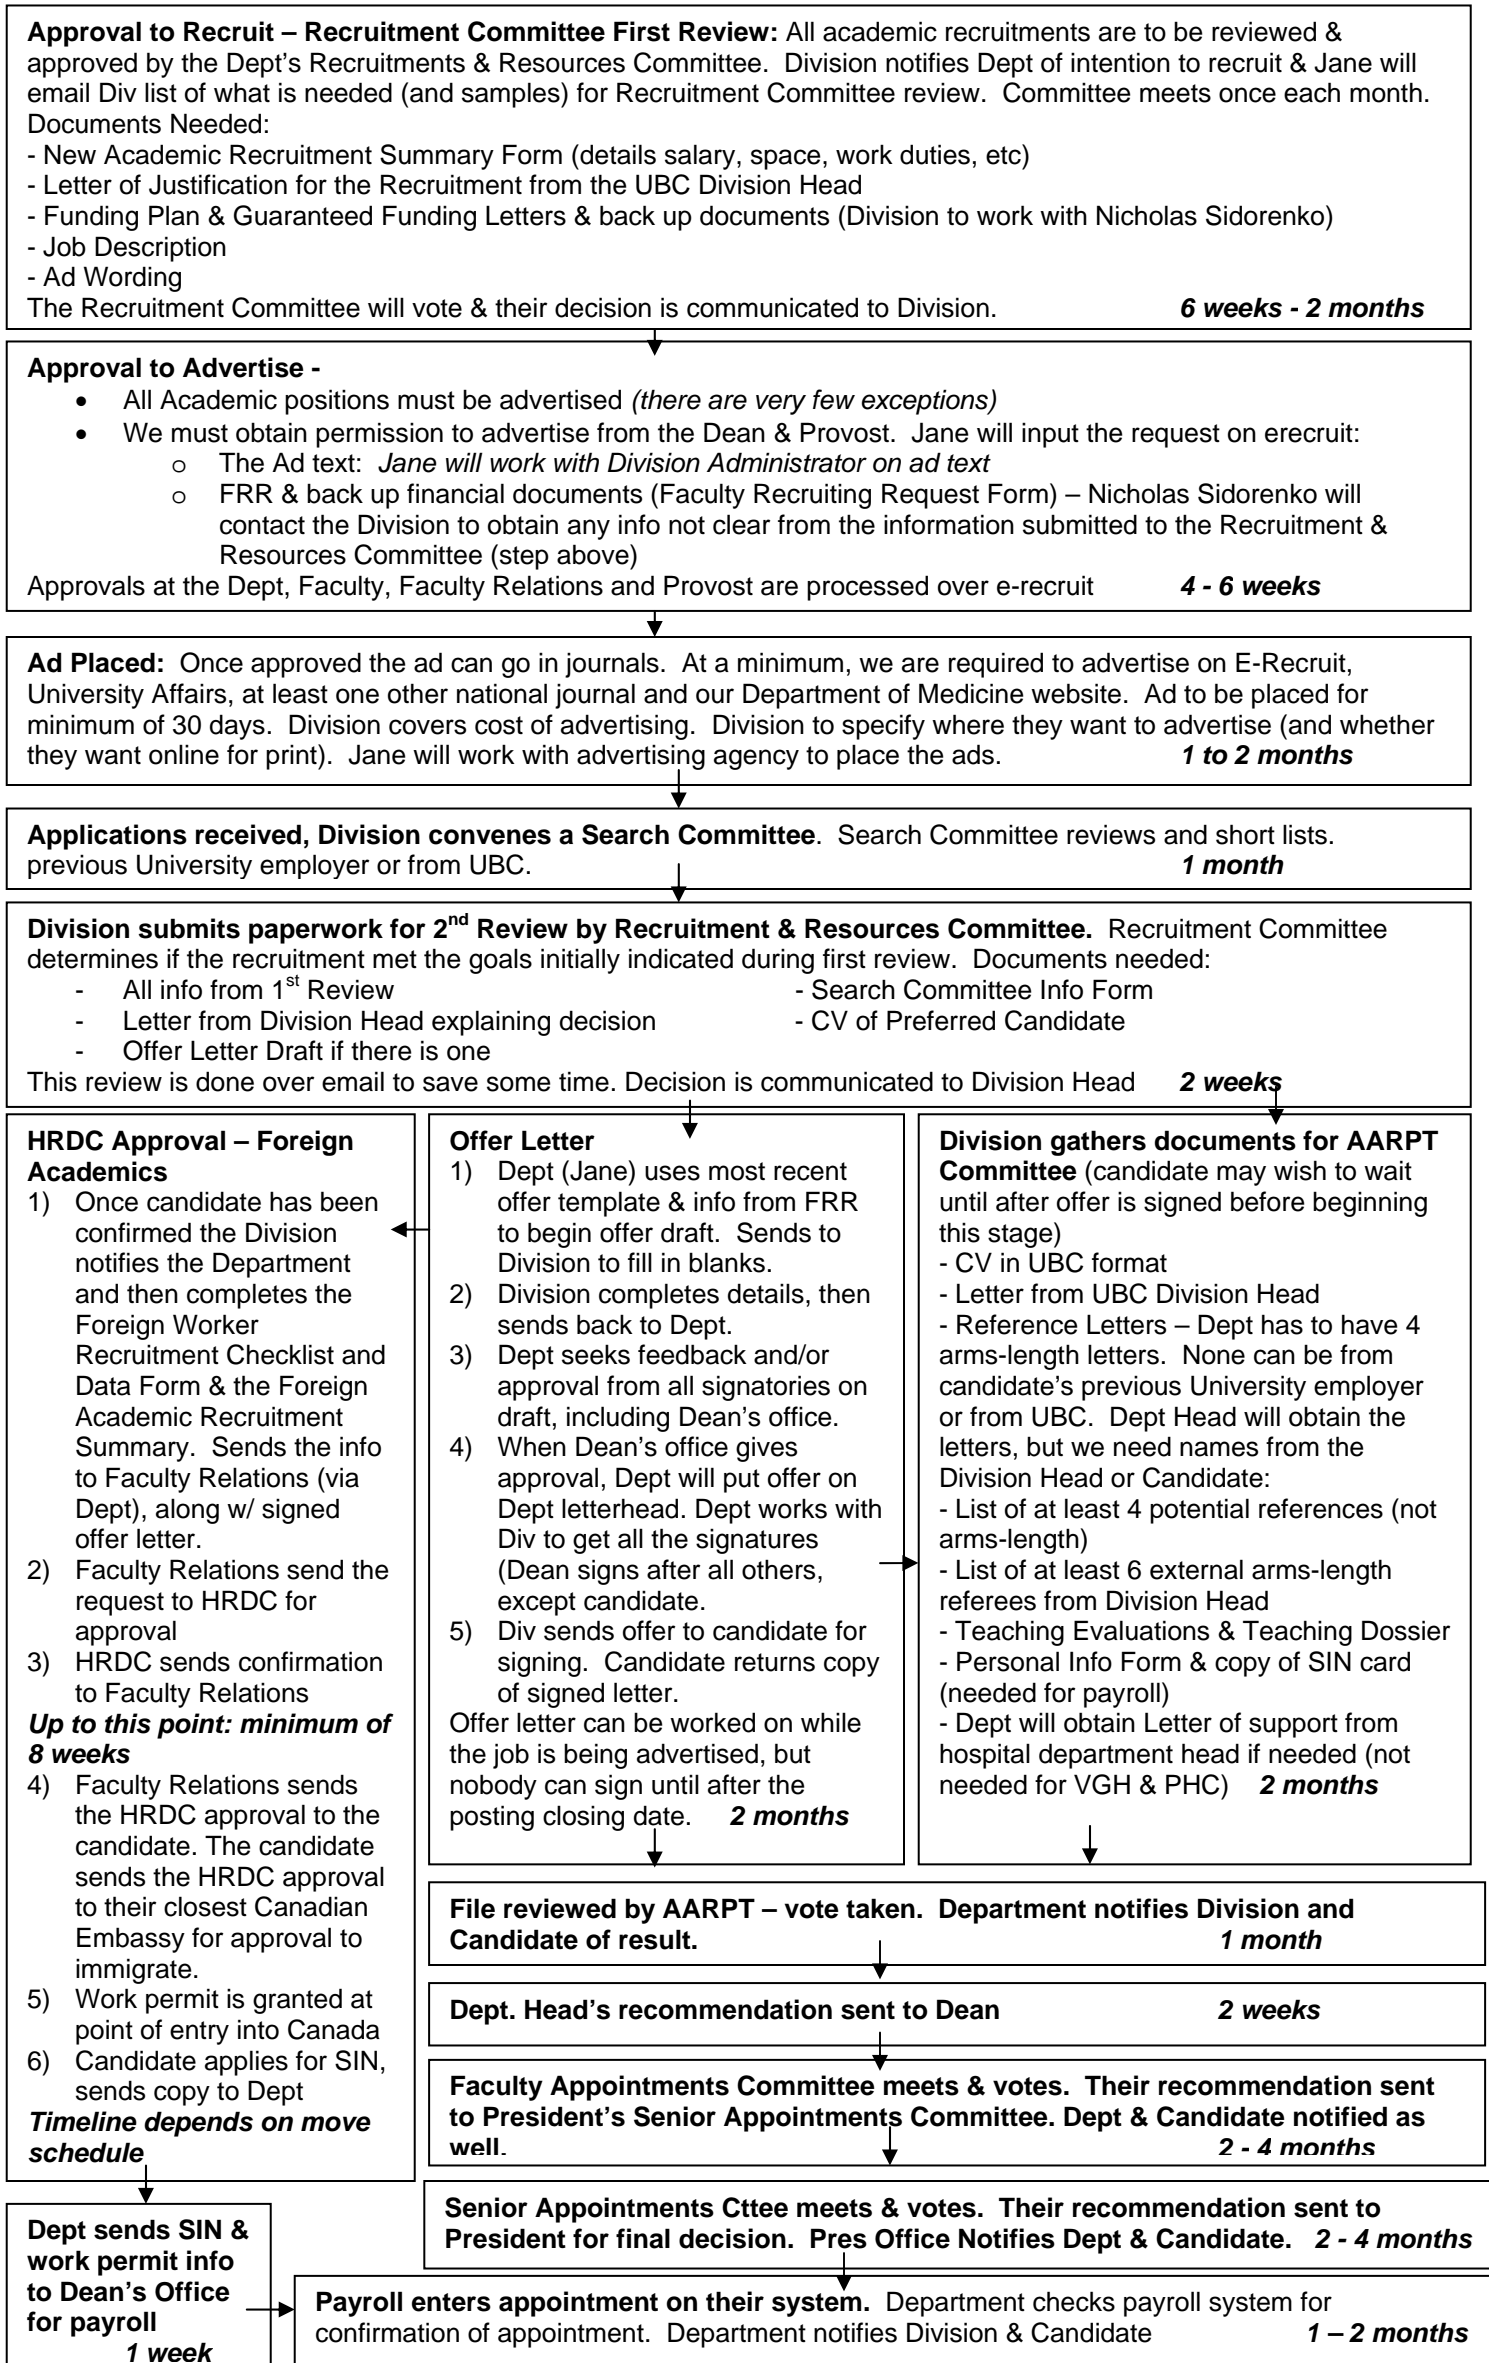 Approval to Recruit – Recruitment Committee First Review: All academic recruitments are to be reviewed &
approved by the Dept's Recruitments & Resources Committee. Division notifies Dept of intention to recruit & Jane will
email Div list of what is needed (and samples) for Recruitment Committee review. Committee meets once each month.
Documents Needed:
- New Academic Recruitment Summary Form (details salary, space, work duties, etc)
- Letter of Justification for the Recruitment from the UBC Division Head
- Funding Plan & Guaranteed Funding Letters & back up documents (Division to work with Nicholas Sidorenko)
- Job Description
- Ad Wording
The Recruitment Committee will vote & their decision is communicated to Division. 6 weeks - 2 months
Approval to Advertise -
• All Academic positions must be advertised (there are very few exceptions)
• We must obtain permission to advertise from the Dean & Provost. Jane will input the request on erecruit:
o The Ad text: Jane will work with Division Administrator on ad text
o FRR & back up financial documents (Faculty Recruiting Request Form) – Nicholas Sidorenko will
contact the Division to obtain any info not clear from the information submitted to the Recruitment &
Resources Committee (step above)
Approvals at the Dept, Faculty, Faculty Relations and Provost are processed over e-recruit 4 - 6 weeks
Ad Placed: Once approved the ad can go in journals. At a minimum, we are required to advertise on E-Recruit,
University Affairs, at least one other national journal and our Department of Medicine website. Ad to be placed for
minimum of 30 days. Division covers cost of advertising. Division to specify where they want to advertise (and whether
they want online for print). Jane will work with advertising agency to place the ads. 1 to 2 months
Applications received, Division convenes a Search Committee. Search Committee reviews and short lists.
previous University employer or from UBC. 1 month
Division submits paperwork for 2nd Review by Recruitment & Resources Committee. Recruitment Committee
determines if the recruitment met the goals initially indicated during first review. Documents needed:
- All info from 1st Review - Search Committee Info Form
- Letter from Division Head explaining decision - CV of Preferred Candidate
- Offer Letter Draft if there is one
This review is done over email to save some time. Decision is communicated to Division Head 2 weeks
HRDC Approval – Foreign
Academics
1) Once candidate has been
confirmed the Division
notifies the Department
and then completes the
Foreign Worker
Recruitment Checklist and
Data Form & the Foreign
Academic Recruitment
Summary. Sends the info
to Faculty Relations (via
Dept), along w/ signed
offer letter.
2) Faculty Relations send the
request to HRDC for
approval
3) HRDC sends confirmation
to Faculty Relations
Up to this point: minimum of
8 weeks
4) Faculty Relations sends
the HRDC approval to the
candidate. The candidate
sends the HRDC approval
to their closest Canadian
Embassy for approval to
immigrate.
5) Work permit is granted at
point of entry into Canada
6) Candidate applies for SIN,
sends copy to Dept
Timeline depends on move
schedule
Offer Letter
1) Dept (Jane) uses most recent
offer template & info from FRR
to begin offer draft. Sends to
Division to fill in blanks.
2) Division completes details, then
sends back to Dept.
3) Dept seeks feedback and/or
approval from all signatories on
draft, including Dean's office.
4) When Dean's office gives
approval, Dept will put offer on
Dept letterhead. Dept works with
Div to get all the signatures
(Dean signs after all others,
except candidate.
5) Div sends offer to candidate for
signing. Candidate returns copy
of signed letter.
Offer letter can be worked on while
the job is being advertised, but
nobody can sign until after the
posting closing date. 2 months
Division gathers documents for AARPT
Committee (candidate may wish to wait
until after offer is signed before beginning
this stage)
- CV in UBC format
- Letter from UBC Division Head
- Reference Letters – Dept has to have 4
arms-length letters. None can be from
candidate's previous University employer
or from UBC. Dept Head will obtain the
letters, but we need names from the
Division Head or Candidate:
- List of at least 4 potential references (not
arms-length)
- List of at least 6 external arms-length
referees from Division Head
- Teaching Evaluations & Teaching Dossier
- Personal Info Form & copy of SIN card
(needed for payroll)
- Dept will obtain Letter of support from
hospital department head if needed (not
needed for VGH & PHC) 2 months
File reviewed by AARPT – vote taken. Department notifies Division and
Candidate of result. 1 month
Dept. Head's recommendation sent to Dean 2 weeks
Faculty Appointments Committee meets & votes. Their recommendation sent
to President's Senior Appointments Committee. Dept & Candidate notified as
well. 2 - 4 months
Senior Appointments Cttee meets & votes. Their recommendation sent to
President for final decision. Pres Office Notifies Dept & Candidate. 2 - 4 months
Dept sends SIN &
work permit info
to Dean's Office
for payroll
1 week
Payroll enters appointment on their system. Department checks payroll system for
confirmation of appointment. Department notifies Division & Candidate 1 – 2 months